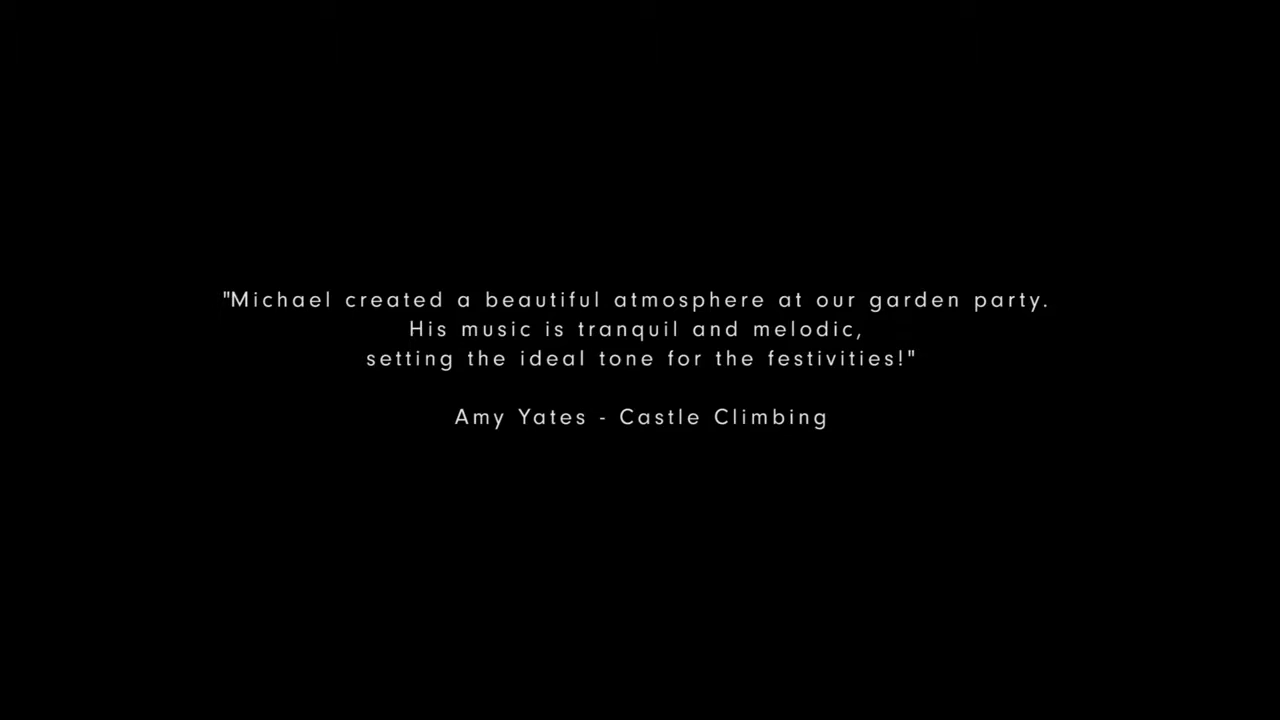 "Michael created a beautiful atmosphere at our garden party.
His music is tranquil and melodic,
setting the ideal tone for the festivities!"
Amy Yates - Castle Climbing